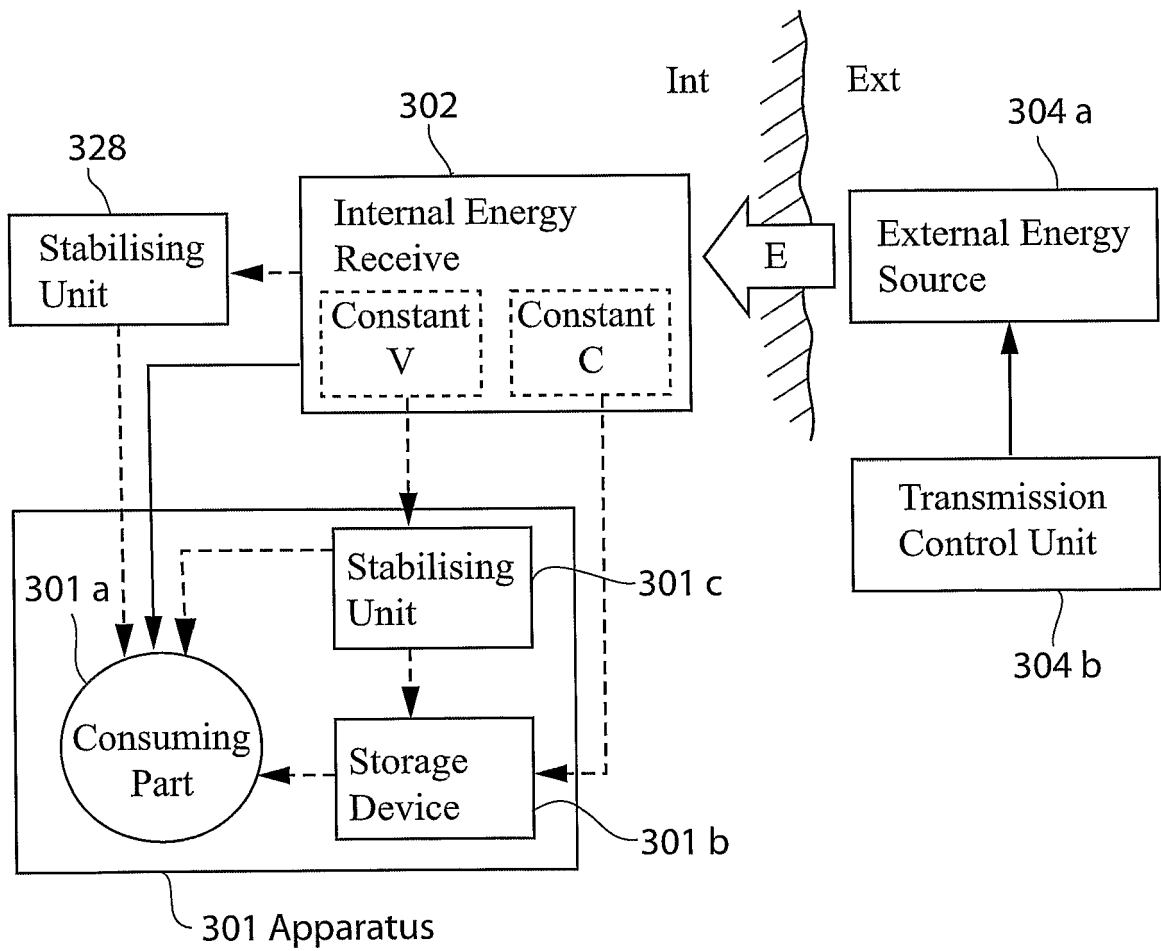 Int
Ext
302
304 a
328
Internal Energy
Receive
Stabilising
Unit
External Energy
Source
E
Constant
V
Constant
C
Transmission
Control Unit
301 a
Stabilising
Unit
301 c
304 b
Consuming
Part
Storage
Device
301 b
301 Apparatus